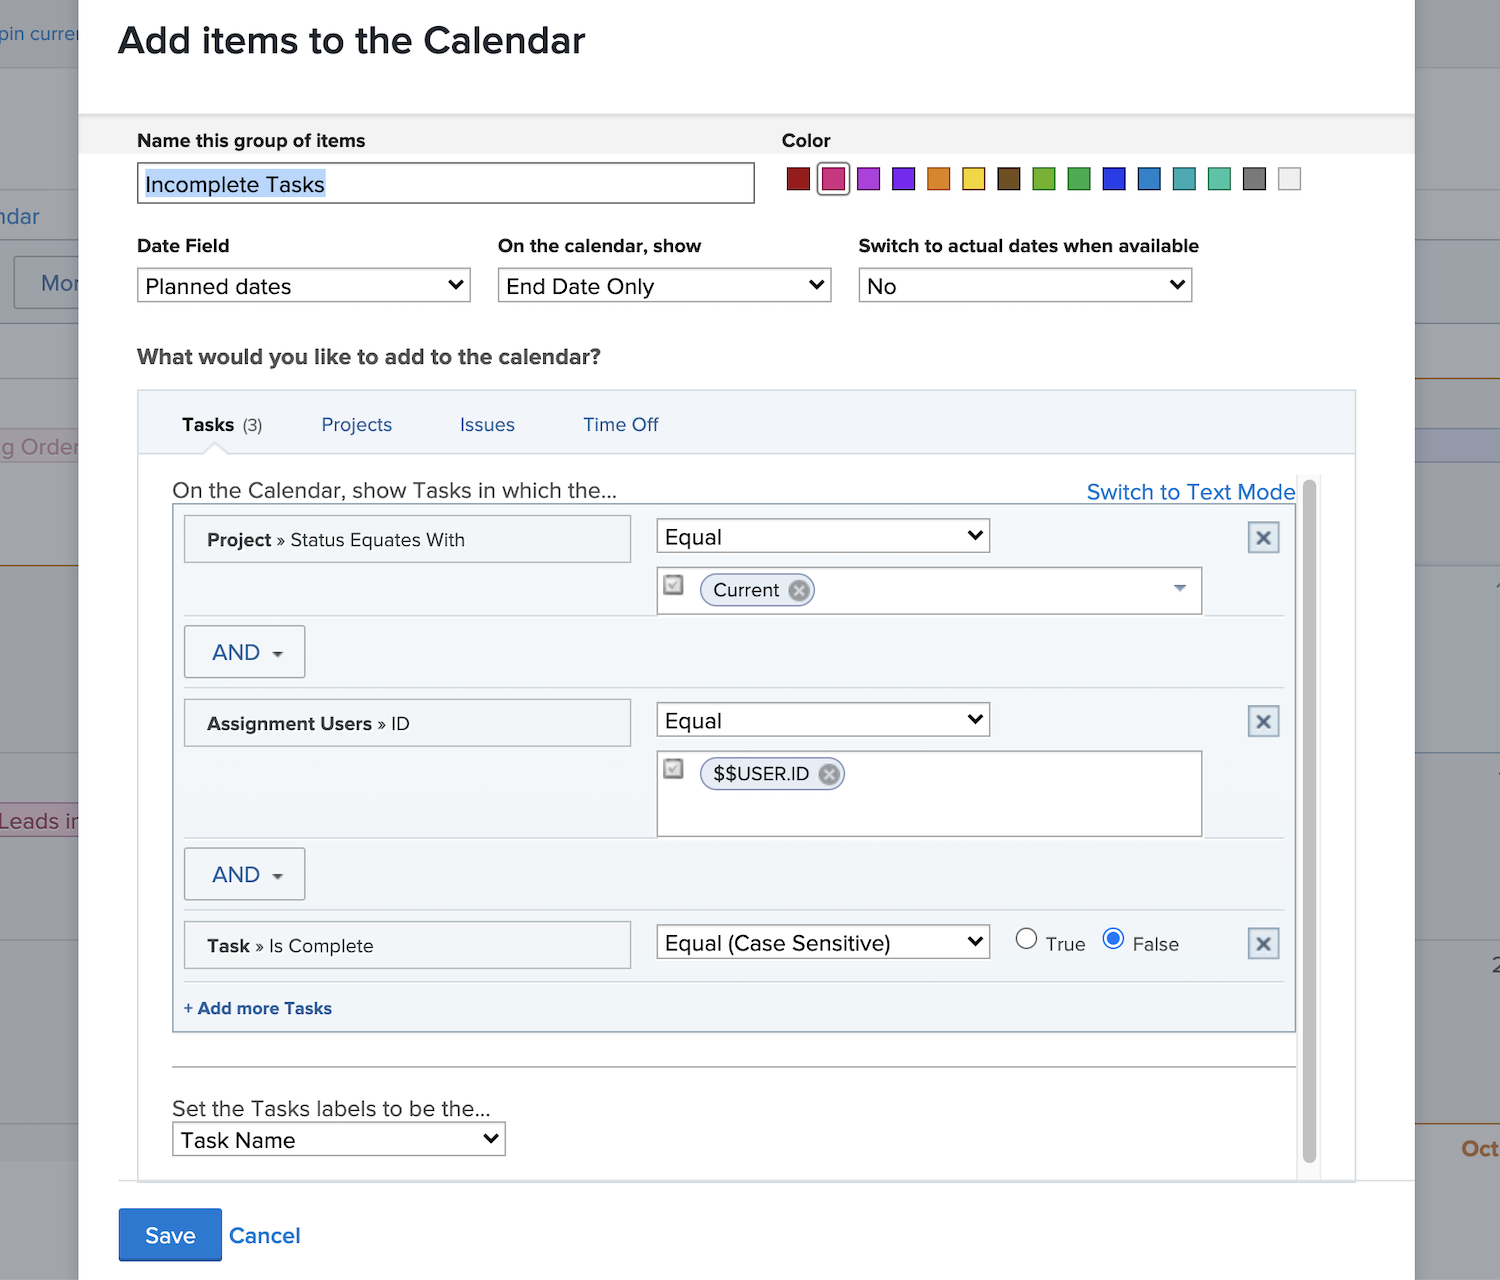 Add items to the Calendar
pin curre
Name this group of items
Color
Incomplete Tasks
ndar
Date Field
On the calendar, show
Switch to actual dates when available
Mor
Planned dates
End Date Only
No
What would you like to add to the calendar?
Tasks (3)
Projects
Issues
Time Off
g Order
On the Calendar, show Tasks in which the...
Switch to Text Mode
Project » Status Equates With
Equal
Current
AND
Assignment Users » ID
Equal
$$USER.ID
Leads in
AND
Task » Is Complete
Equal (Case Sensitive)
True
False
+ Add more Tasks
Set the Tasks labels to be the...
Task Name
Oct
Save
Cancel